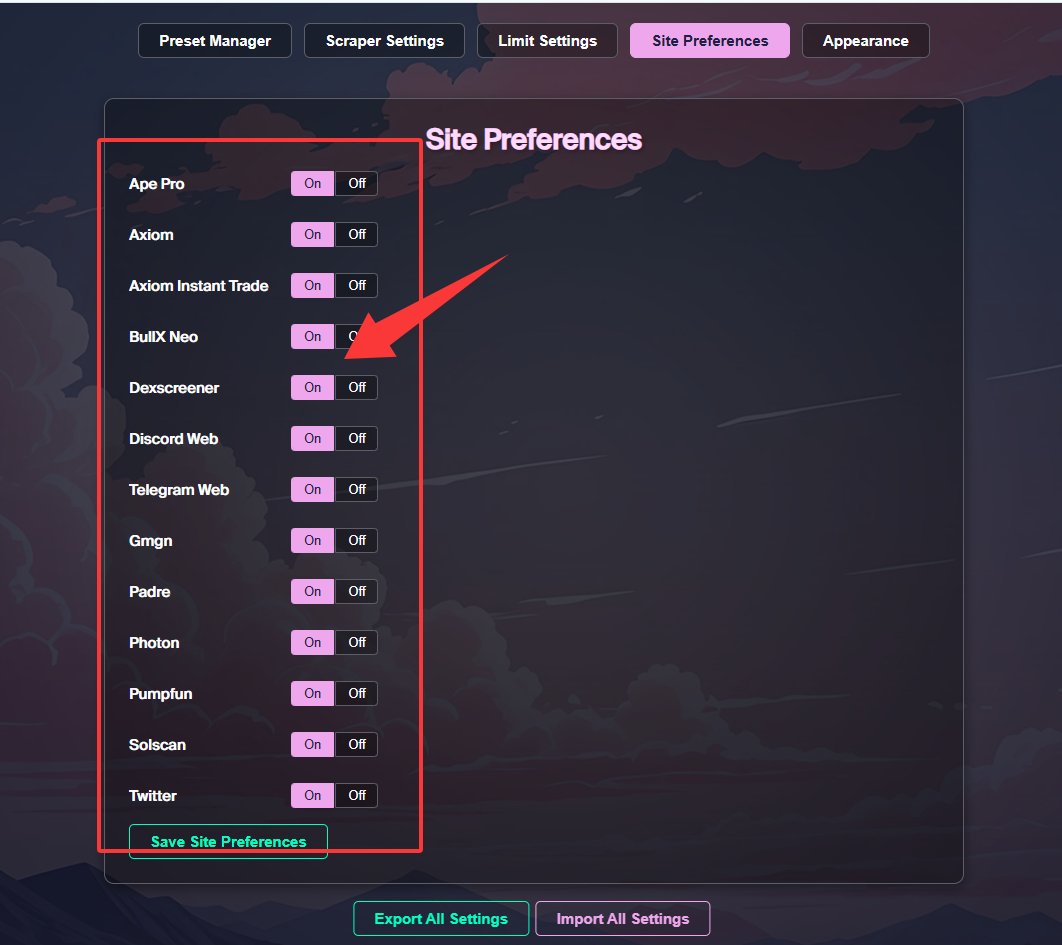 Preset Manager Scraper Settings Limit Settings Site Preferences Appearance
Site Preferences
Ape Pro On Off
Axiom On Off
Axiom Instant Trade On Off
BullX Neo On
Dexscreener On Off
Discord Web On Off
Telegram Web On Off
Gmgn On Off
Padre On Off
Photon On Off
Pumpfun On Off
Solscan On Off
Twitter On Off
Save Site Preferences
Export All Settings Import All Settings